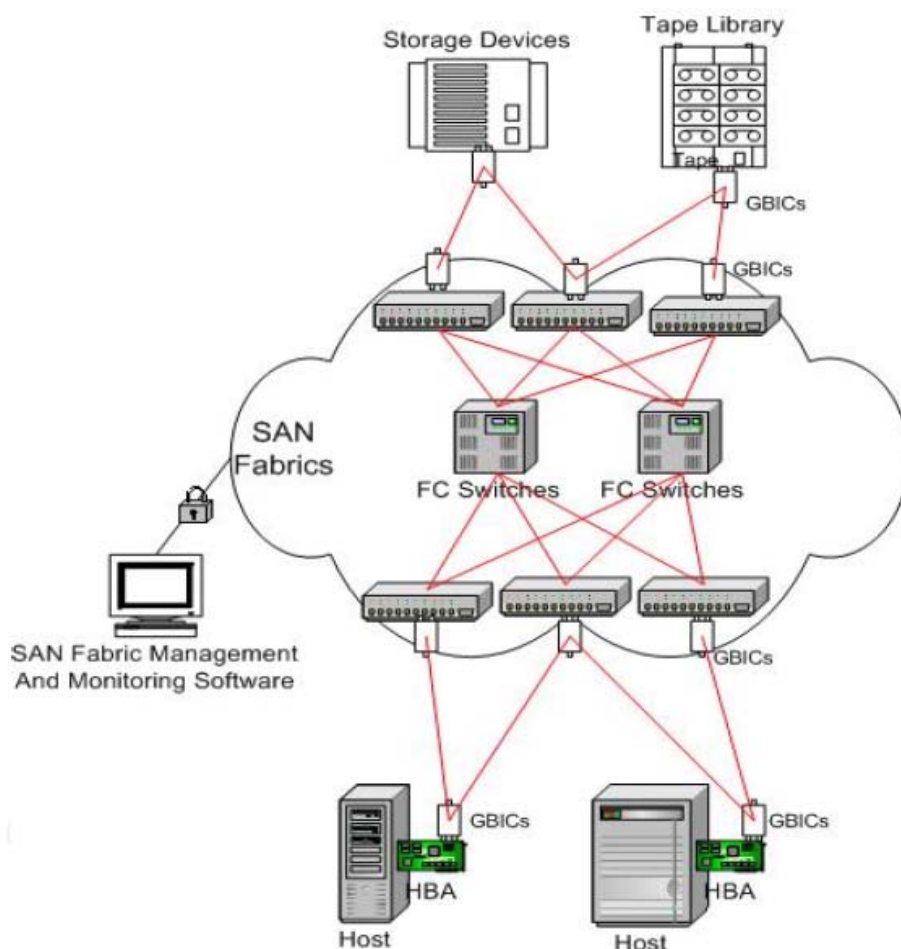 Storage Devices
Tape Library
Tape
GBICs
GBICs
SAN
Fabrics
FC Switches
FC Switches
SAN Fabric Management
And Monitoring Software
GBICs
GBICs
GBICs
HBA
HBA
Host
Host